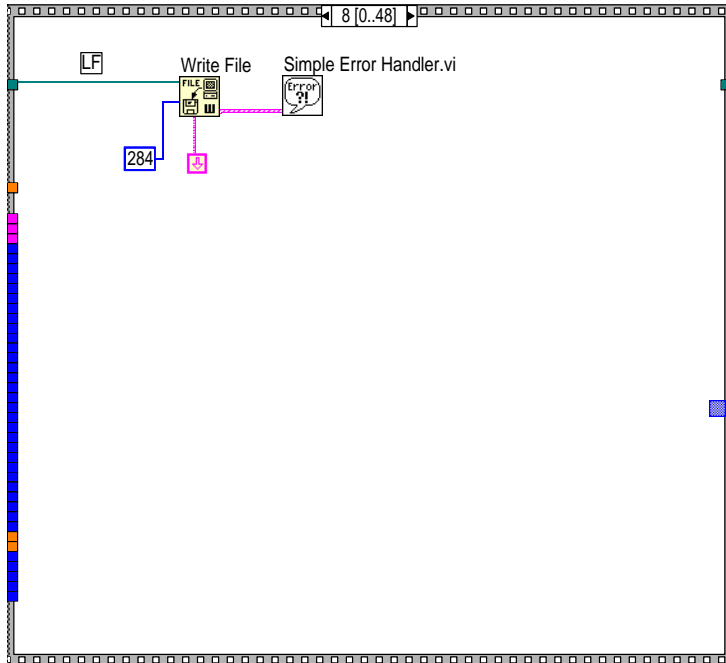 8 [0..48]
LF
Write File
Simple Error Handler.vi
FILE
Error
?!
284